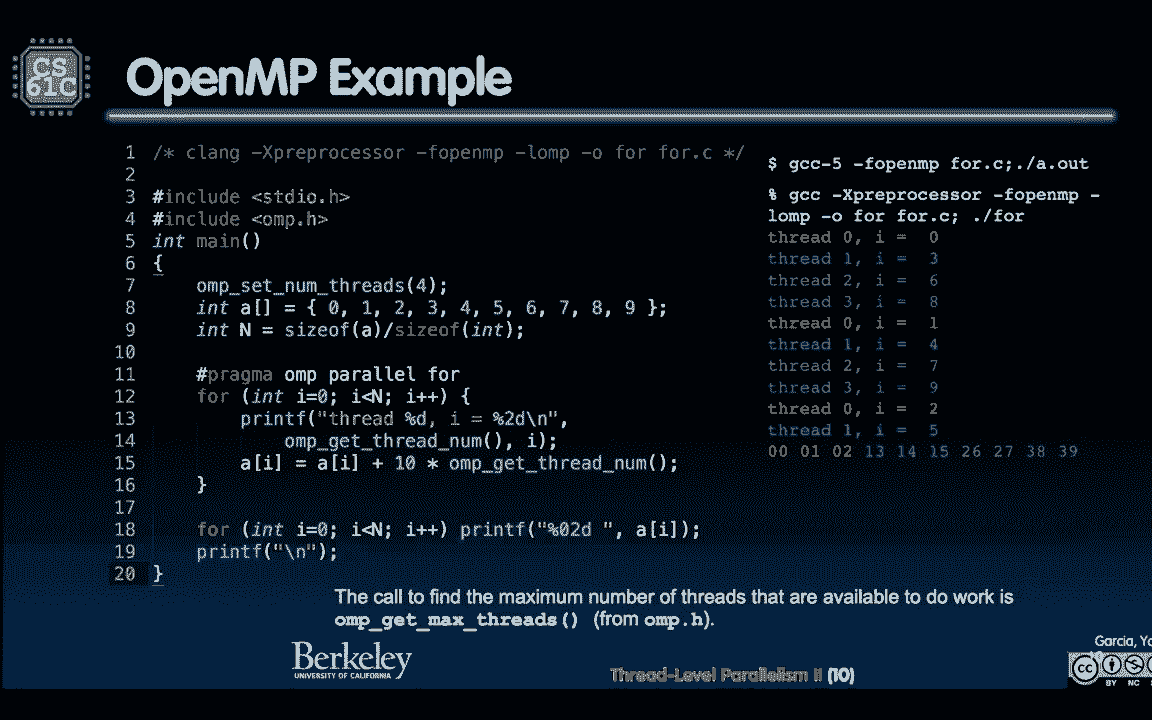 CS
61C
OpenMP Example
1 /* clang -Xpreprocessor -fopenmp -lomp -o for for.c */
2
3 #include <stdio.h>
4 #include <omp.h>
5 int main()
6 {
7 omp_set_num_threads(4);
8 int a[] = { 0, 1, 2, 3, 4, 5, 6, 7, 8, 9 };
9 int N = sizeof(a)/sizeof(int);
10
11 #pragma omp parallel for
12 for (int i=0; i<N; i++) {
13 printf("thread %d, i = %2d\n",
14 omp_get_thread_num(), i);
15 a[i] = a[i] + 10 * omp_get_thread_num();
16 }
17
18 for (int i=0; i<N; i++) printf("%02d ", a[i]);
19 printf("\n");
20 }
$ gcc-5 -fopenmp for.c;./a.out
% gcc -Xpreprocessor -fopenmp -
lomp -o for for.c; ./for
thread 0, i = 0
thread 1, i = 3
thread 2, i = 6
thread 3, i = 8
thread 0, i = 1
thread 1, i = 4
thread 2, i = 7
thread 3, i = 9
thread 0, i = 2
thread 1, i = 5
00 01 02 13 14 15 26 27 38 39
The call to find the maximum number of threads that are available to do work is
omp_get_max_threads() (from omp.h).
Berkeley
UNIVERSITY OF CALIFORNIA
Thread-Level Parallelism II (10)
Garcia,
cc
BY NC